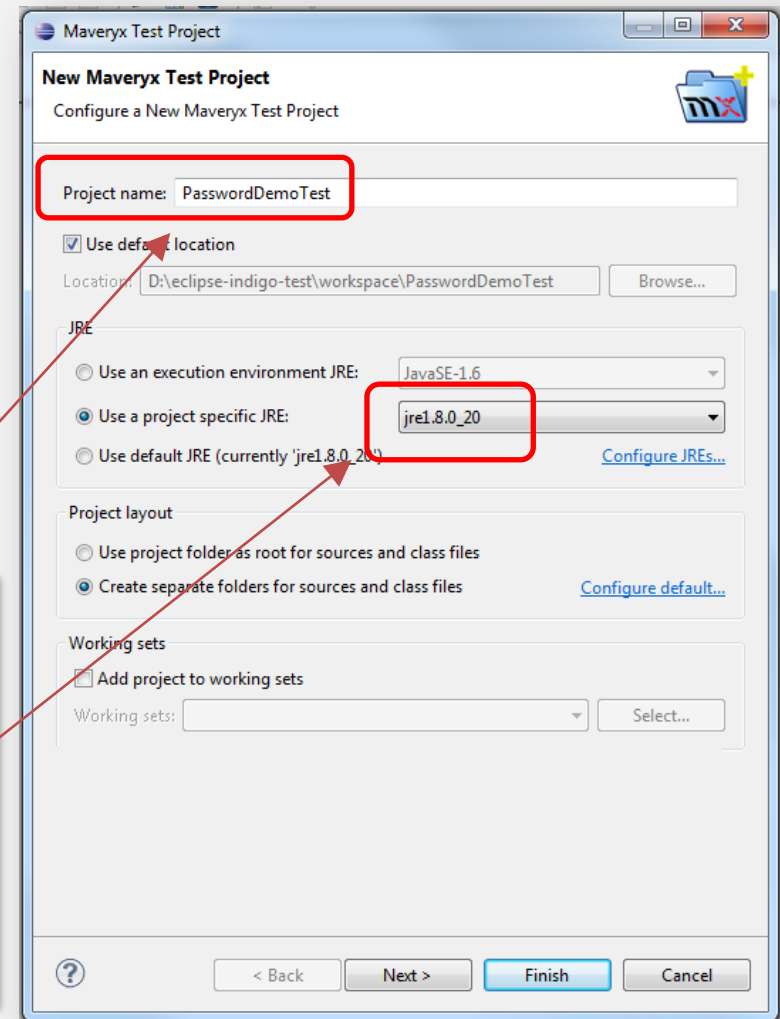 Maveryx Test Project
New Maveryx Test Project
Configure a New Maveryx Test Project
mx
Project name: PasswordDemoTest
Use default location
Location: D:\eclipse-indigo-test\workspace\PasswordDemoTest Browse...
JRE
Use an execution environment JRE: JavaSE-1.6
Use a project specific JRE: jre1.8.0_20
Use default JRE (currently 'jre1.8.0_20') Configure JREs...
Project layout
Use project folder as root for sources and class files
Create separate folders for sources and class files Configure default...
Working sets
Add project to working sets
Working sets: Select...
? < Back Next > Finish Cancel